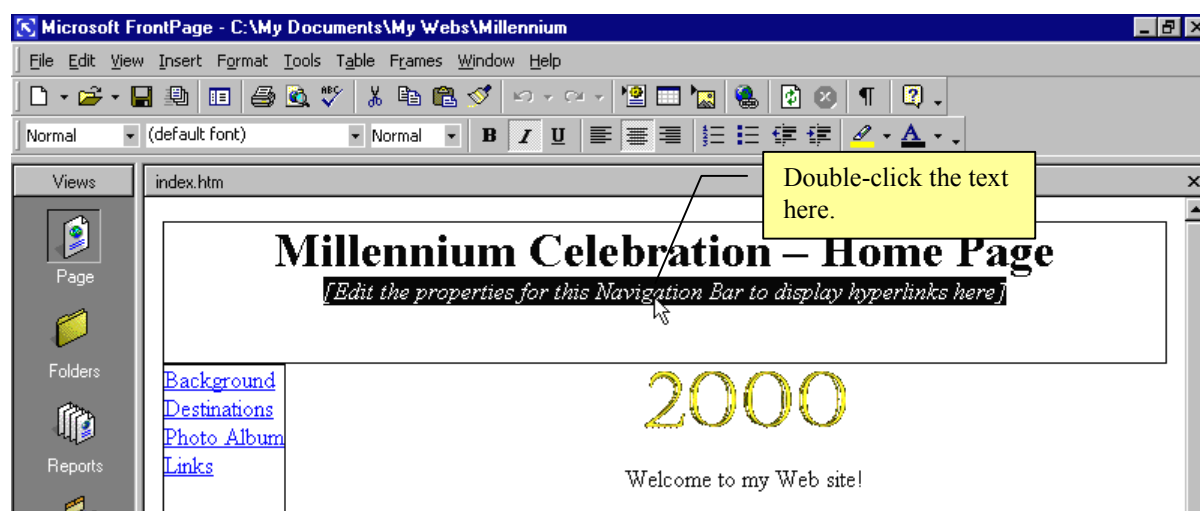 Microsoft FrontPage - C:\My Documents\My Webs\Millennium
File Edit View Insert Format Tools Table Frames Window Help
ABC
Normal (default font) Normal B I U A
Views index.htm
Double-click the text
here.
Millennium Celebration – Home Page
[Edit the properties for this Navigation Bar to display hyperlinks here]
Page
Folders
Reports
Background
Destinations
Photo Album
Links
2000
Welcome to my Web site!